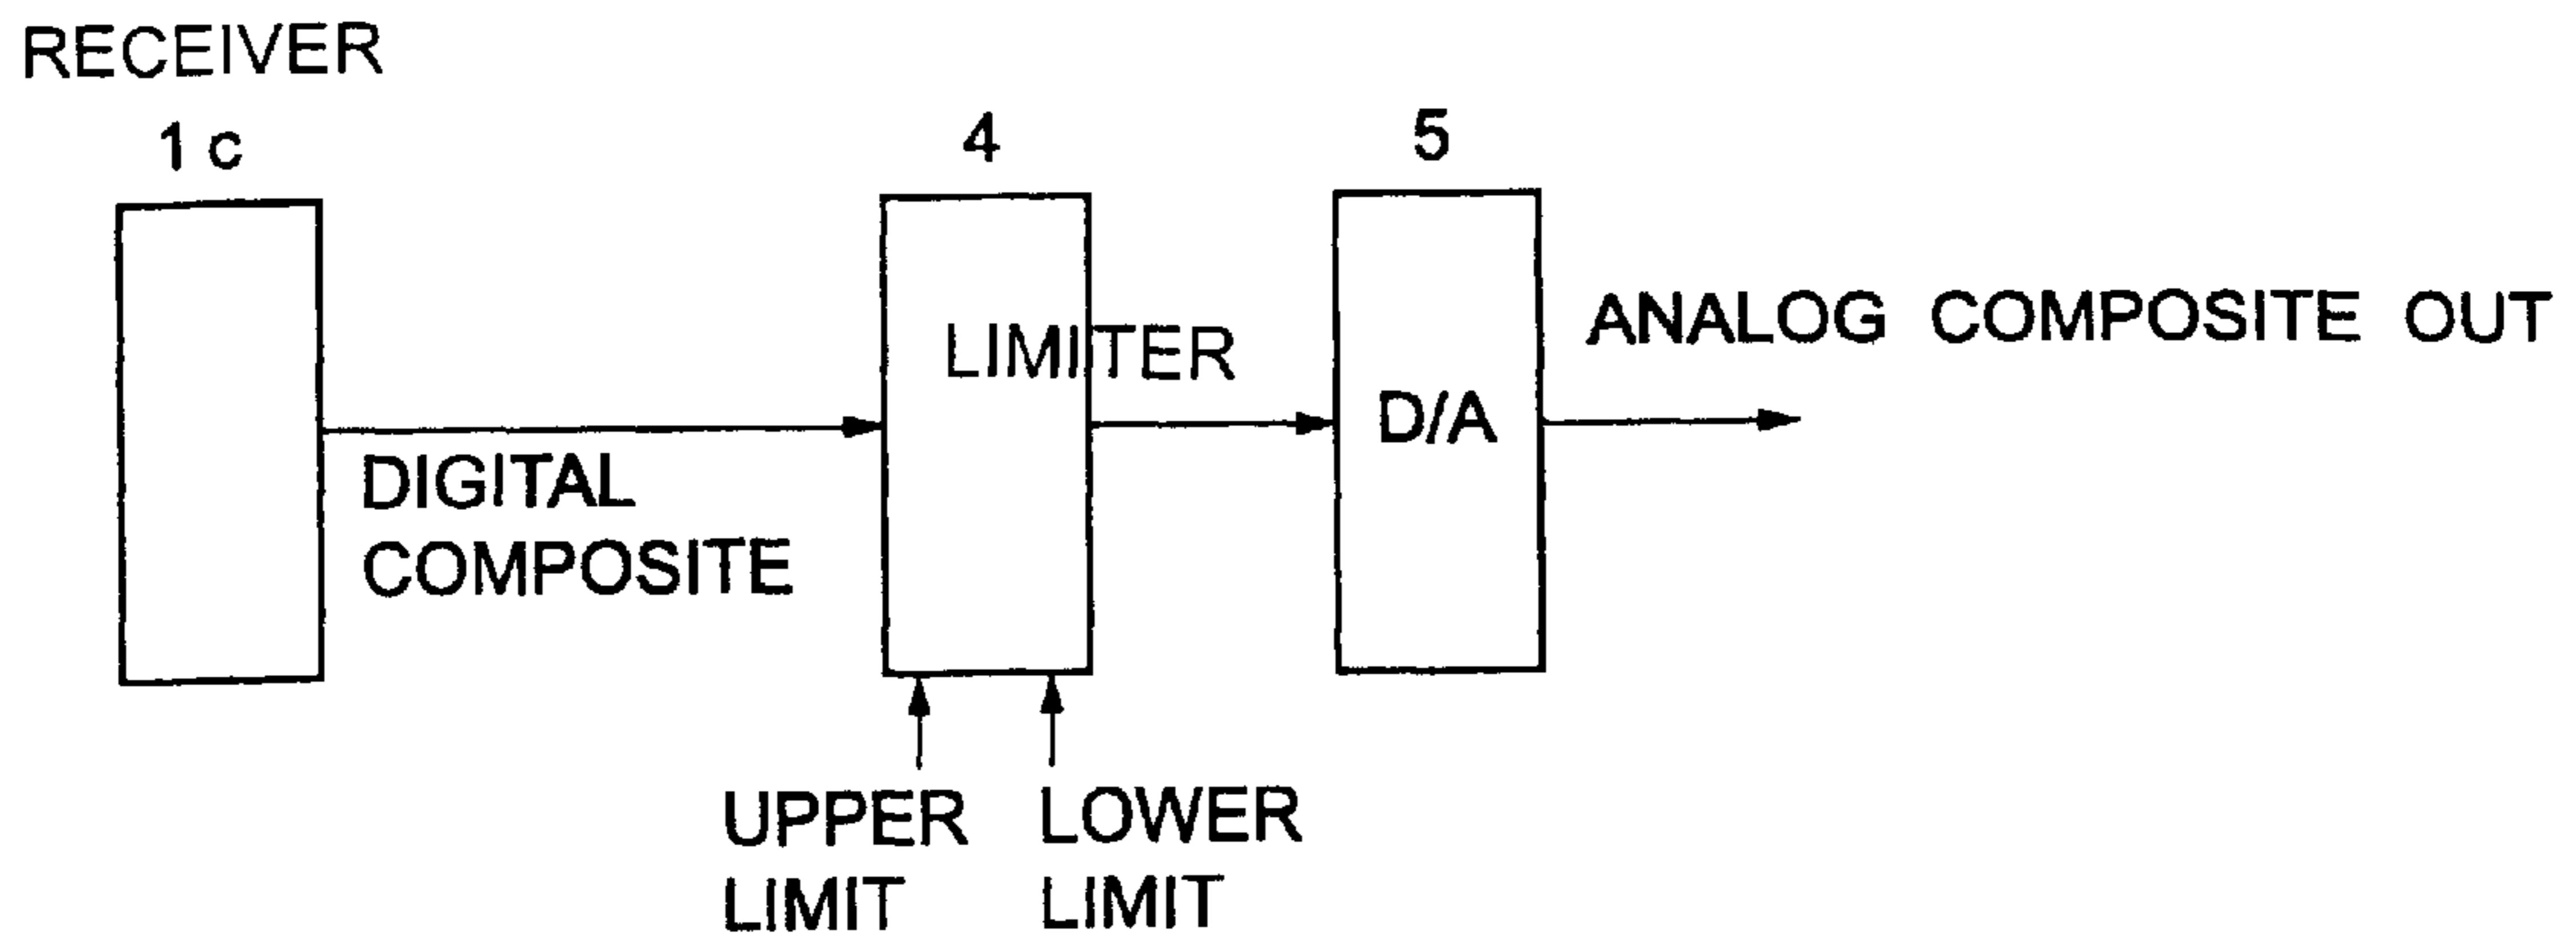 RECEIVER
1 c
4
5
LIMITER
D/A
ANALOG COMPOSITE OUT
DIGITAL
COMPOSITE
UPPER
LIMIT
LOWER
LIMIT